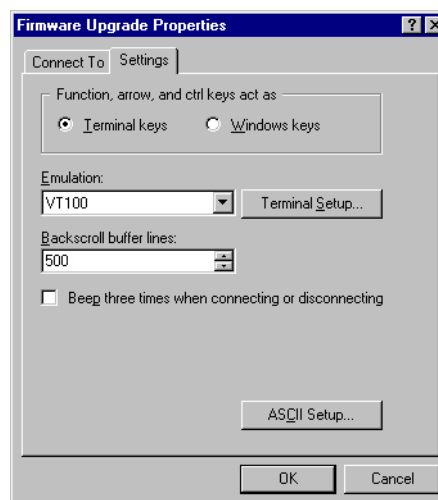 Firmware Upgrade Properties
Connect To Settings
Function, arrow, and ctrl keys act as
Terminal keys Windows keys
Emulation:
VT100 Terminal Setup...
Backscroll buffer lines:
500
Beep three times when connecting or disconnecting
ASCII Setup...
OK Cancel